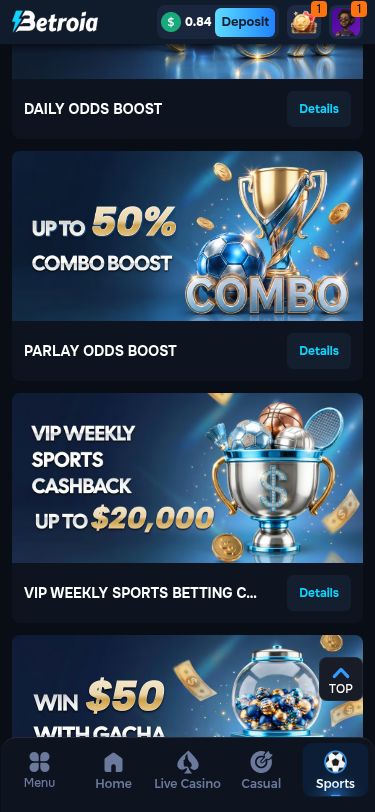 Betroia
$ 0.84 Deposit 1 1
DAILY ODDS BOOST Details
UP TO 50%
COMBO BOOST
COMBO
PARLAY ODDS BOOST Details
VIP WEEKLY
SPORTS
CASHBACK
UP TO $20,000
$
VIP WEEKLY SPORTS BETTING C... Details
WIN $50
WITH GACHA
TOP
Menu Home Live Casino Casual Sports